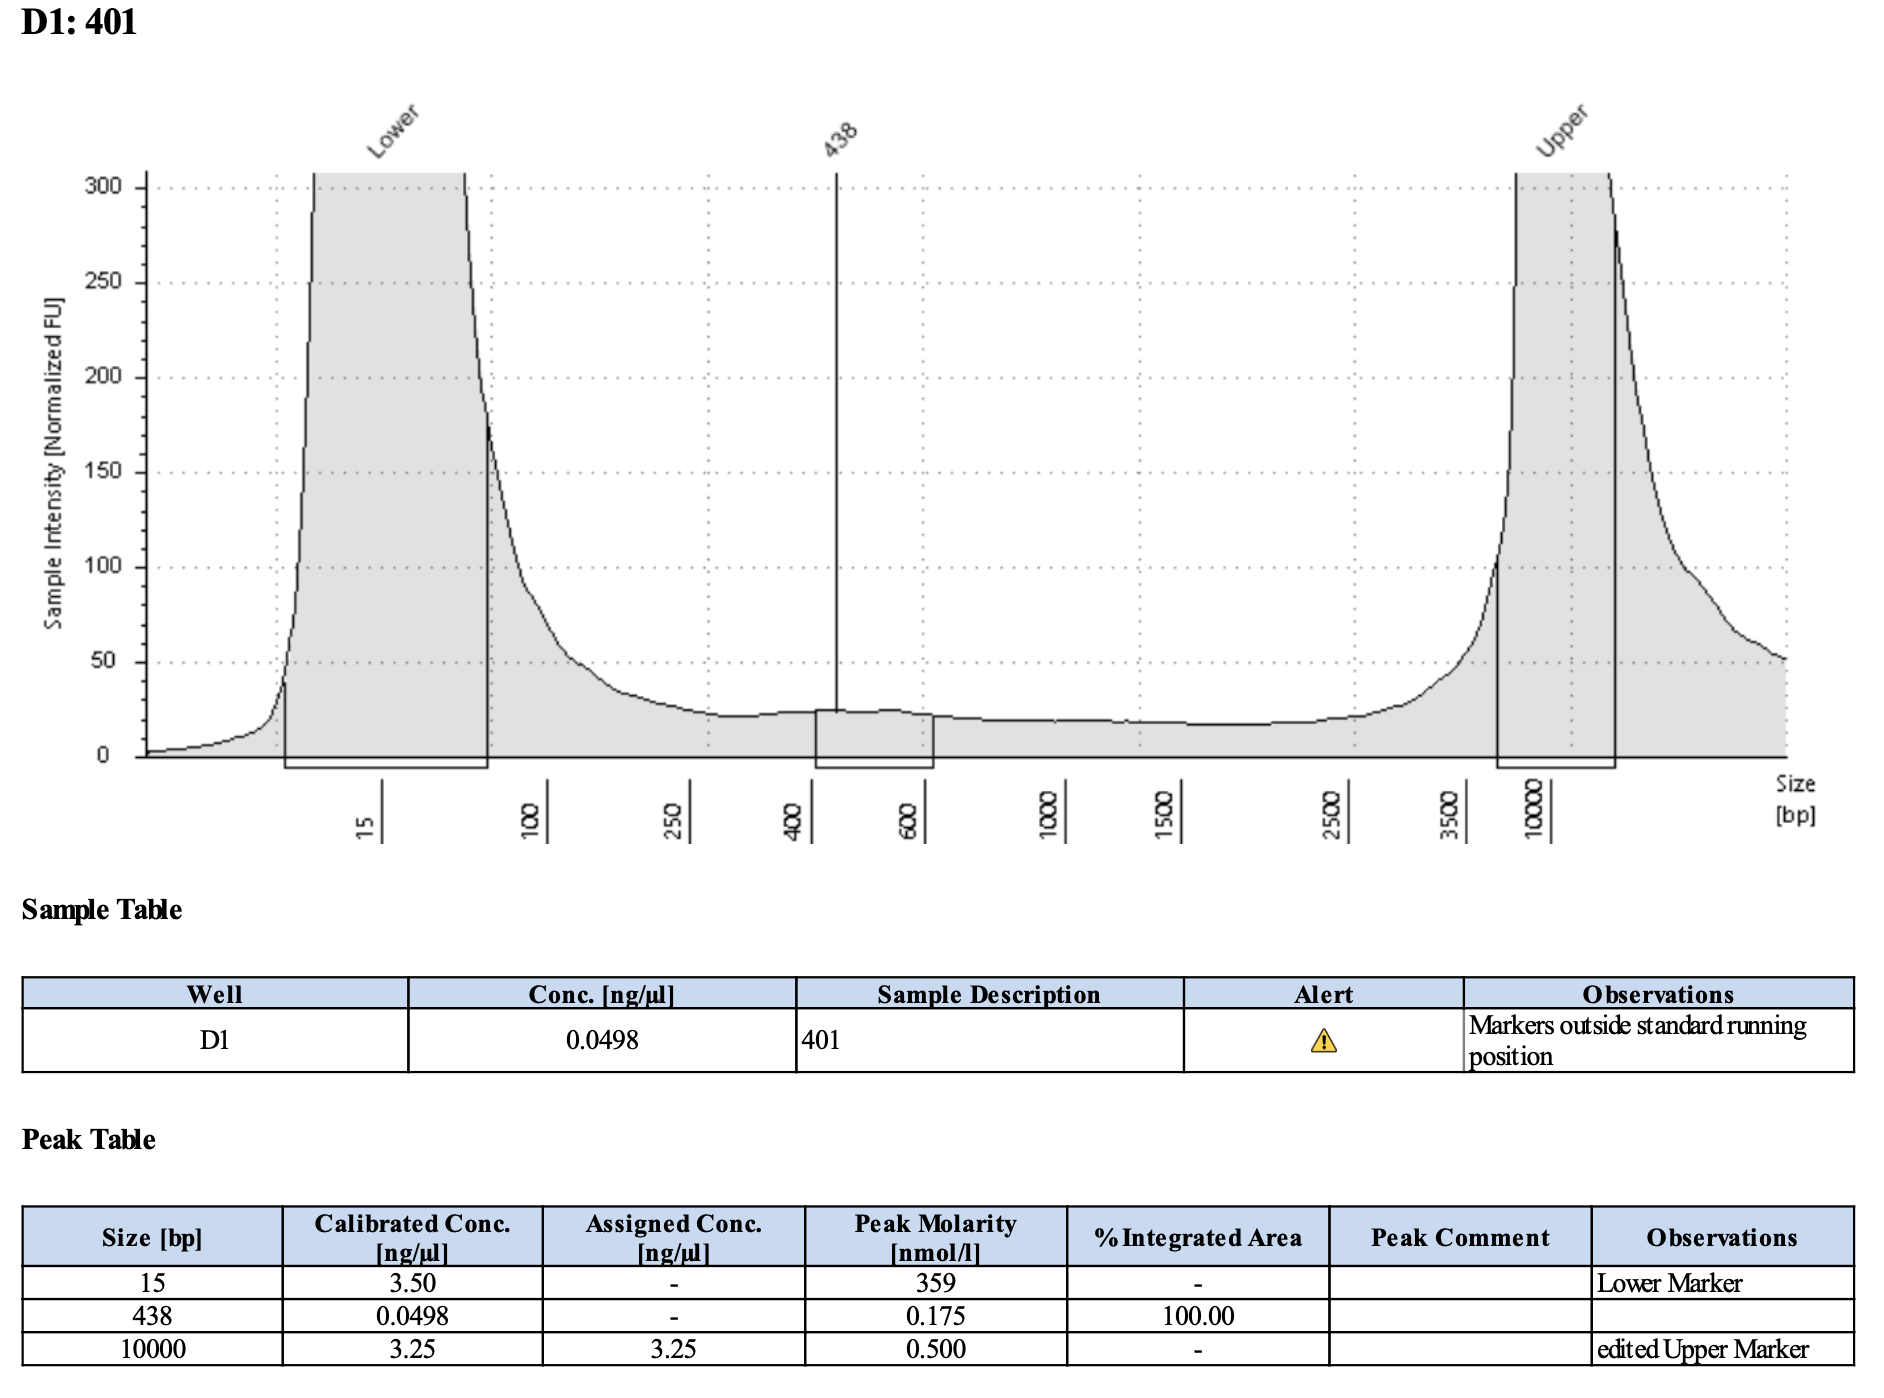 D1: 401
Lower
438
Upper
Sample Intensity [Normalized FU]
300
250
200
150
100
50
0
15
100
250
400
600
1000
1500
2500
3500
10000
Size
[bp]
Sample Table
Well Conc. [ng/µl] Sample Description Alert Observations
D1 0.0498 401 Markers outside standard running
position
Peak Table
Size [bp] Calibrated Conc. [ng/µl] Assigned Conc. [ng/µl] Peak Molarity [nmol/l] % Integrated Area Peak Comment Observations
15 3.50 - 359 - Lower Marker
438 0.0498 - 0.175 100.00
10000 3.25 3.25 0.500 - edited Upper Marker